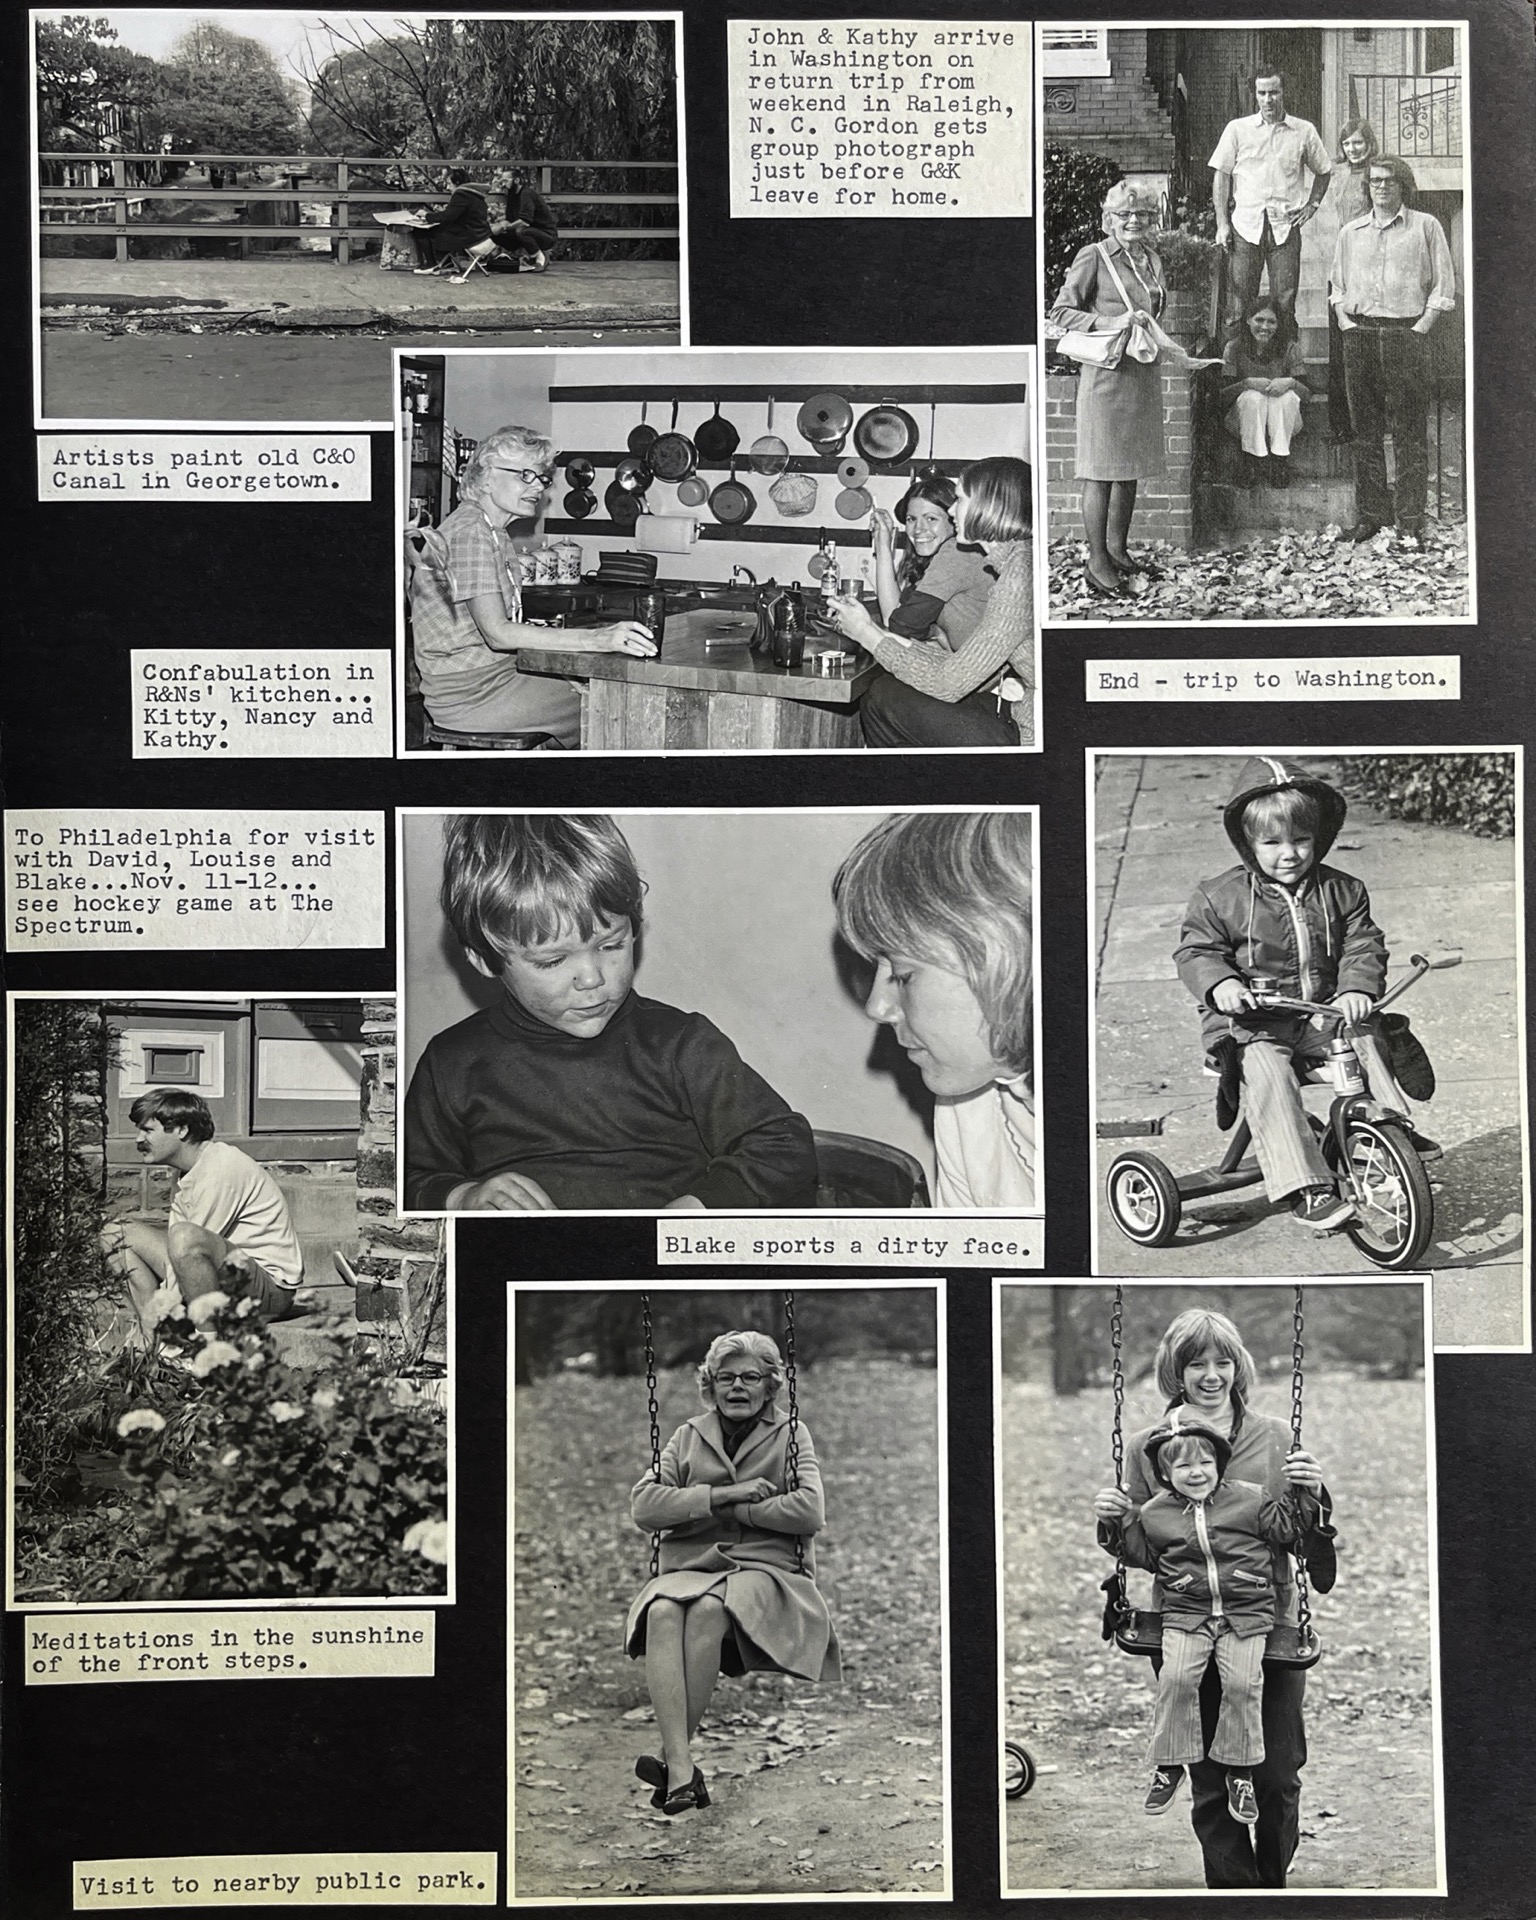 John & Kathy arrive
in Washington on
return trip from
weekend in Raleigh,
N. C. Gordon gets
group photograph
just before G&K
leave for home.
Artists paint old C&O
Canal in Georgetown.
Confabulation in
R&Ns' kitchen...
Kitty, Nancy and
Kathy.
End - trip to Washington.
To Philadelphia for visit
with David, Louise and
Blake...Nov. 11-12...
see hockey game at The
Spectrum.
Blake sports a dirty face.
Meditations in the sunshine
of the front steps.
Visit to nearby public park.